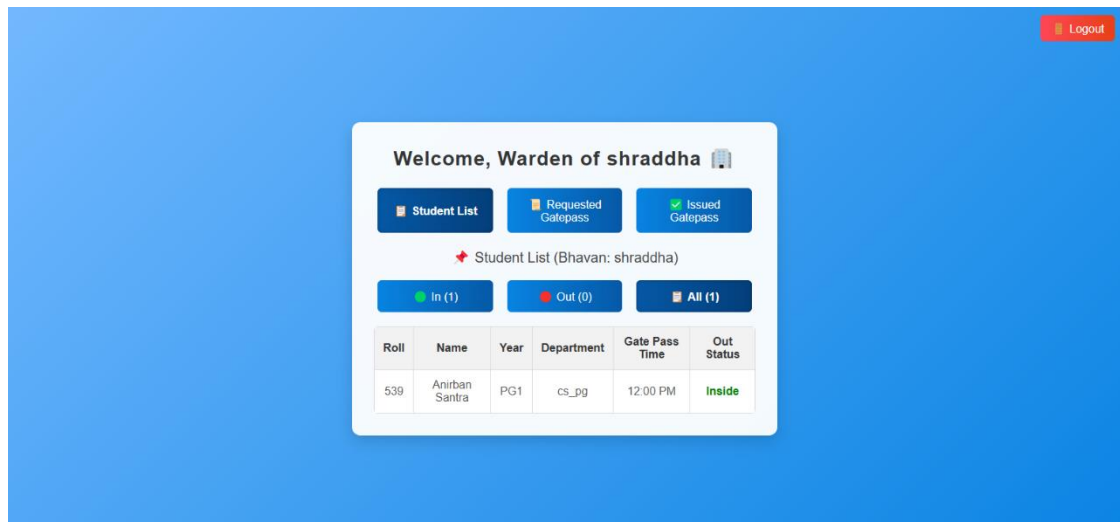 Logout
Welcome, Warden of shraddha
Student List
Requested
Gatepass
Issued
Gatepass
Student List (Bhavan: shraddha)
In (1)
Out (0)
All (1)
Roll Name Year Department Gate Pass Time Out Status
539 Anirban Santra PG1 cs_pg 12:00 PM Inside